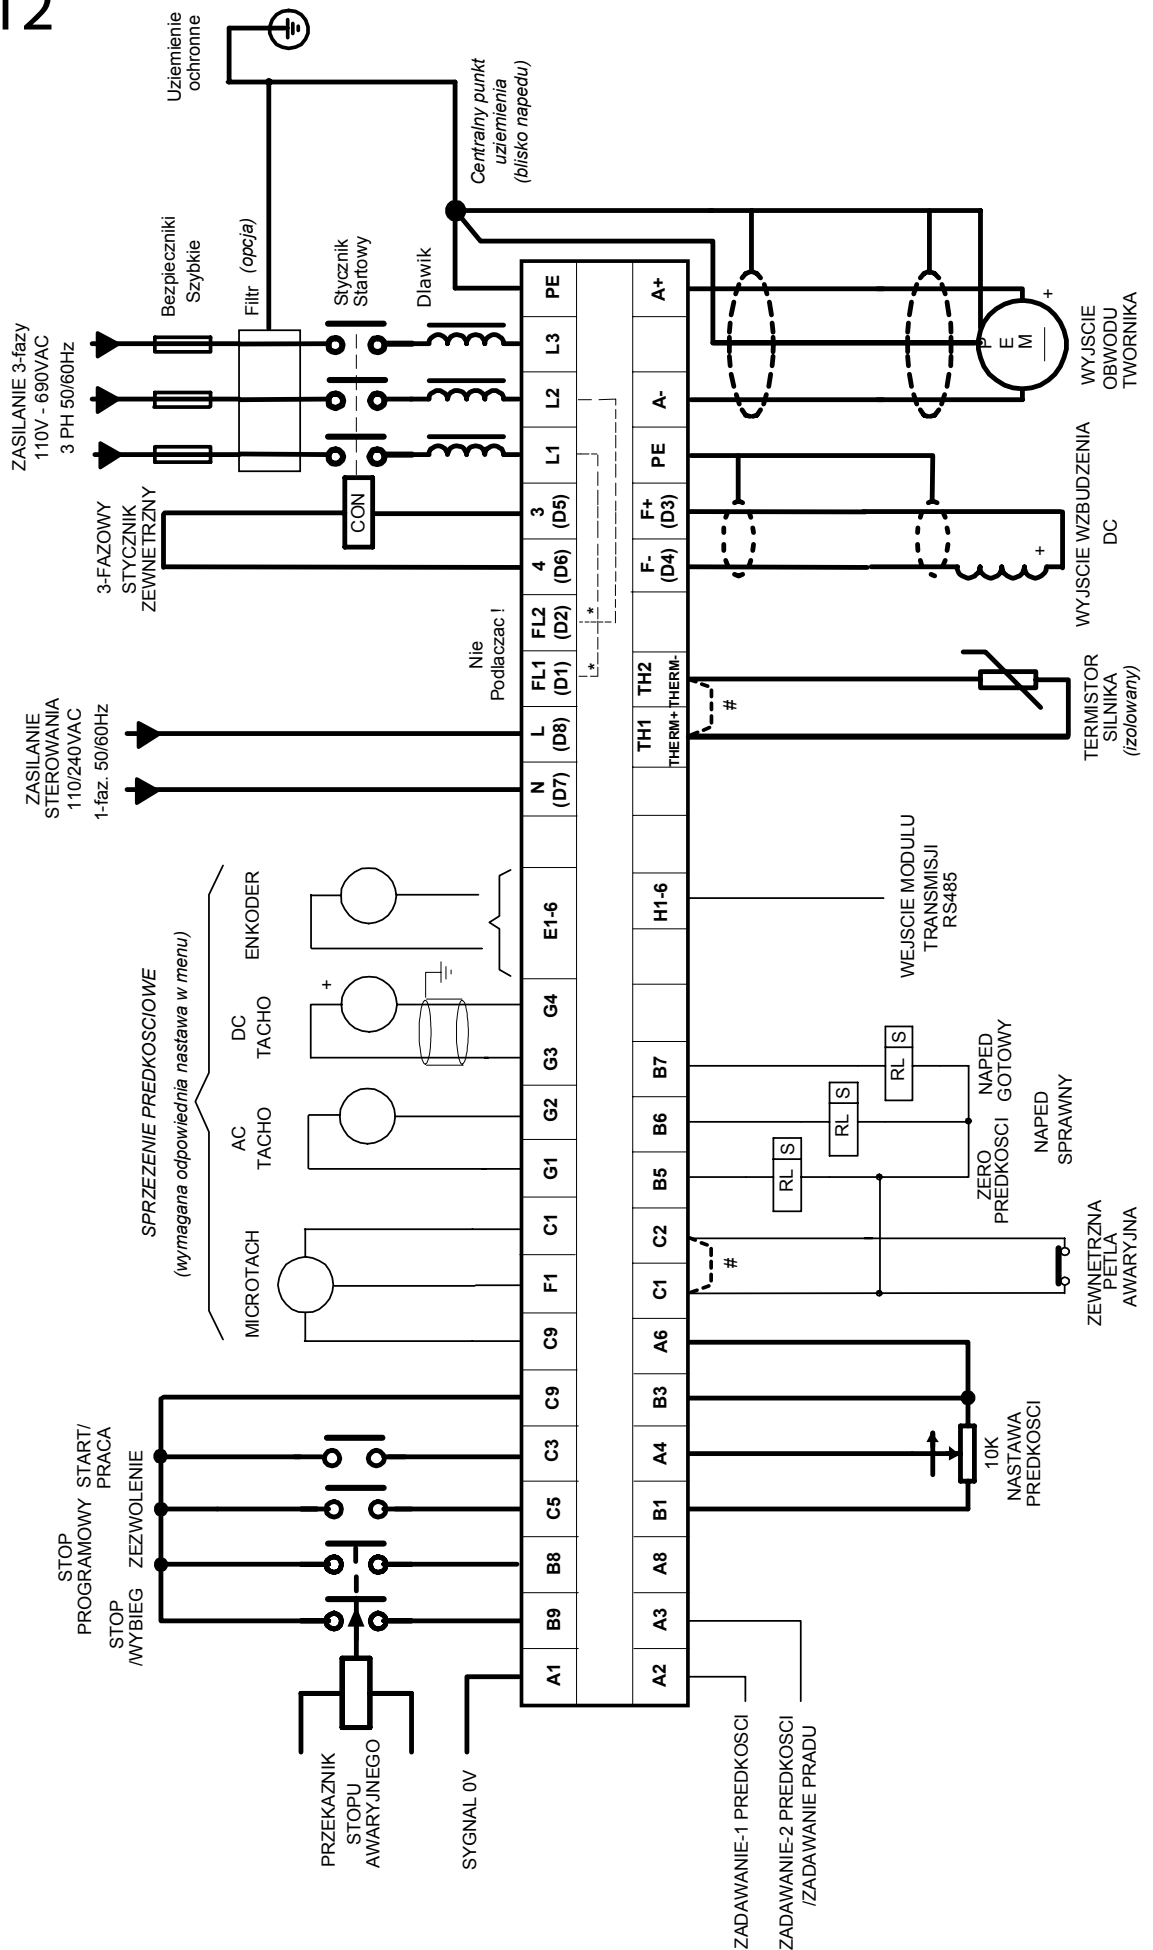 12
Uziemienie
ochronne
Centralny punkt
uziemienia
(blisko napedu)
Bezpieczniki
Szybkie
Filtr (opcja)
Stycznik
Startowy
Dlawik
ZASILANIE 3-fazy
110V - 690VAC
3 PH 50/60Hz
3-FAZOWY
STYCZNIK
ZEWNETRZNY
CON
Nie
Podlaczac !
ZASILANIE
STEROWANIA
110/240VAC
1-faz. 50/60Hz
SPRZEZENIE PREDKOSCIOWE
(wymagana odpowiednia nastawa w menu)
ENKODER
DC
TACHO
+
AC
TACHO
MICROTACH
START/
PRACA
ZEZWOLENIE
STOP
PROGRAMOWY
STOP
/WYBIEG
PRZEKAZNIK
STOPU
AWARYJNEGO
SYGNAL 0V
A1
B9
B8
C5
C3
C9
C9
F1
C1
G1
G2
G3
G4
E1-6
N
(D7)
L
(D8)
FL1
(D1)
FL2
(D2)
4
(D6)
3
(D5)
L1
L2
L3
PE
*
*
A2
A3
A8
B1
A4
B3
A6
C1
C2
B5
B6
B7
H1-6
TH1
THERM+
TH2
THERM-
F-
(D4)
F+
(D3)
PE
A-
A+
ZADAWANIE-1 PREDKOSCI
ZADAWANIE-2 PREDKOSCI
/ZADAWANIE PRADU
10K
NASTAWA
PREDKOSCI
#
ZEWNETRZNA
PETLA
AWARYJNA
RL S
RL S
RL S
ZERO
PREDKOSCI
NAPED
SPRAWNY
NAPED
GOTOWY
WEJSCIE MODULU
TRANSMISJI
RS485
#
TERMISTOR
SILNIKA
(izolowany)
+
WYJSCIE WZBUDZENIA
DC
P
E
M
+
WYJSCIE
OBWODU
TWORNIKA